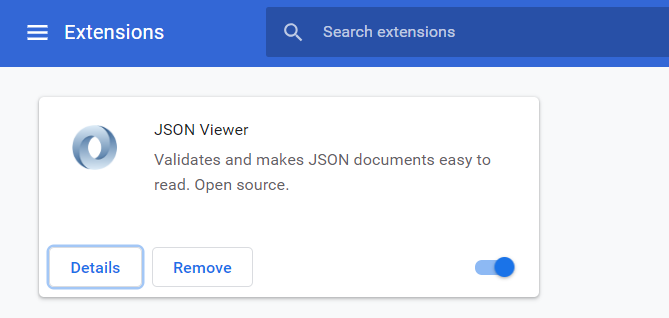 Extensions
Search extensions
JSON Viewer
Validates and makes JSON documents easy to
read. Open source.
Details
Remove